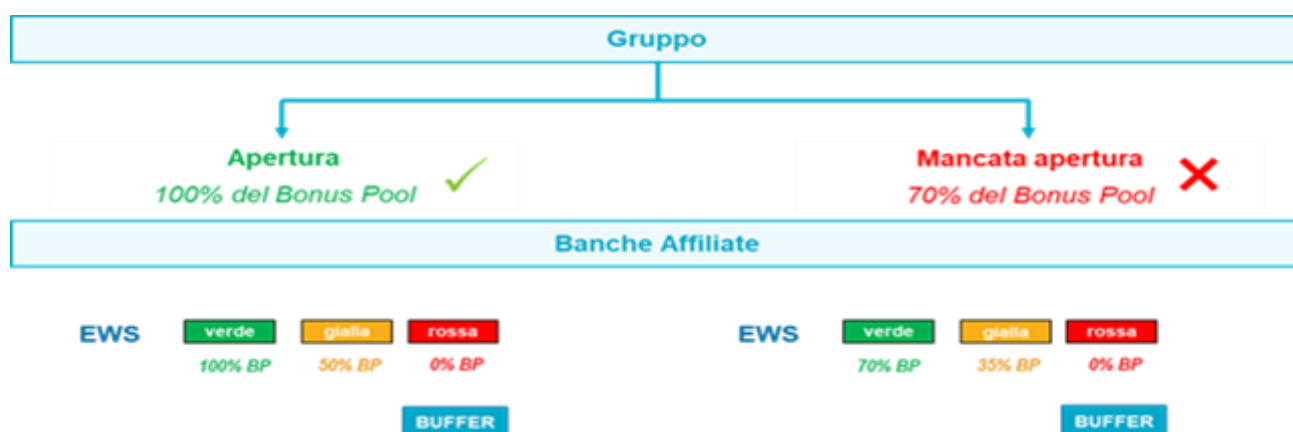 Gruppo
Apertura
100% del Bonus Pool
Mancata apertura
70% del Bonus Pool
Banche Affiliate
EWS verde gialla rossa
100% BP 50% BP 0% BP
BUFFER
EWS verde gialla rossa
70% BP 35% BP 0% BP
BUFFER